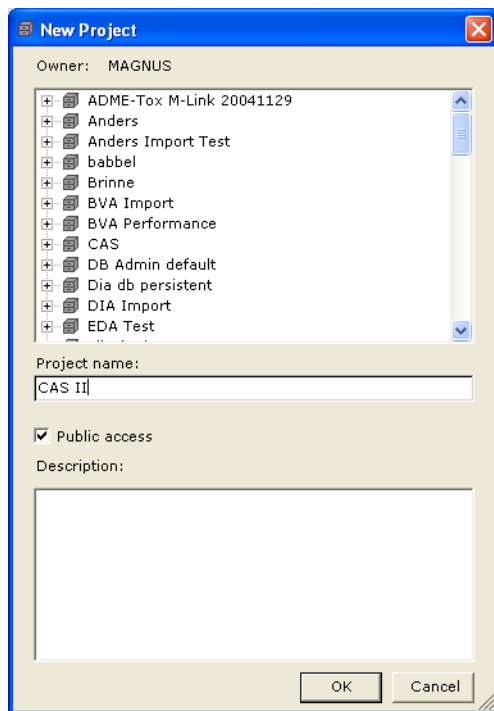 New Project
Owner: MAGNUS
ADME-Tox M-Link 20041129
Anders
Anders Import Test
babbel
Brinne
BVA Import
BVA Performance
CAS
DB Admin default
Dia db persistent
DIA Import
EDA Test
Project name:
CAS II
Public access
Description:
OK Cancel